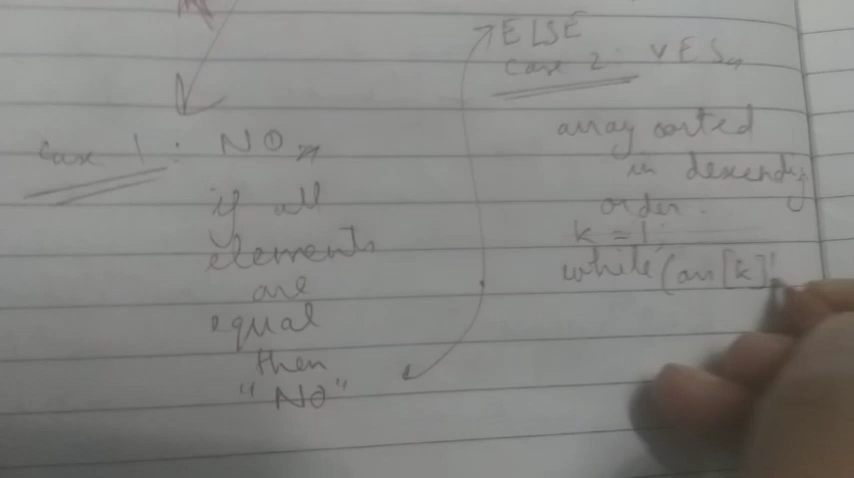 case 1 : NO
if all
elements
are
equal
then
"NO"
ELSE
case 2 : YES
array sorted
in descendg
order.
k = 1;
while (arr[k]!